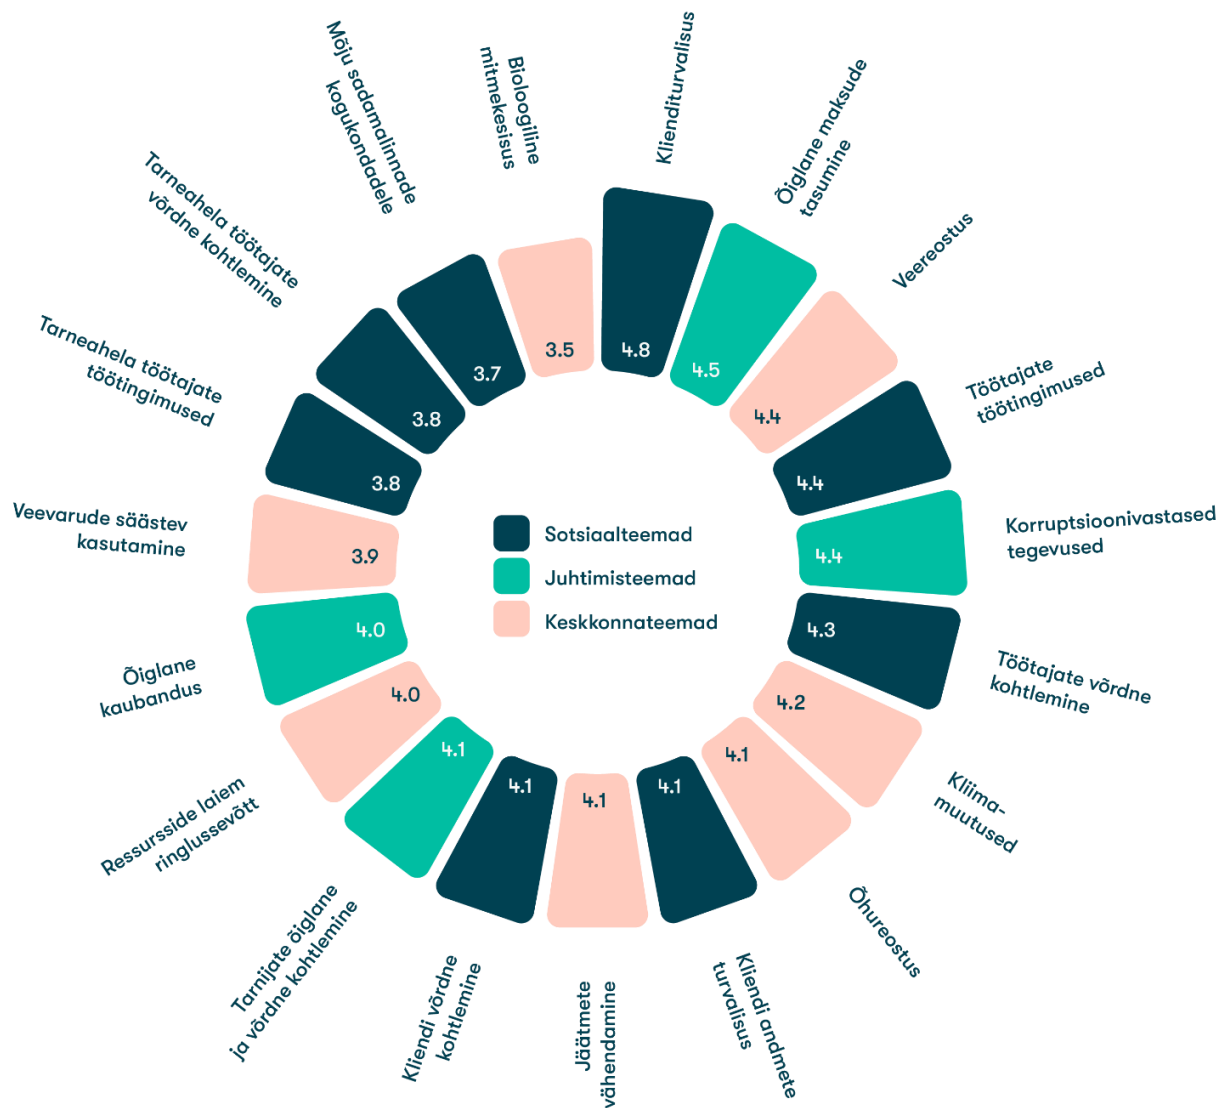 Klienditurvalisus
4.8
Õiglane maksude
tasumine
4.5
Veereostus
4.4
Töötajate
töötingimused
4.4
Korruptsioonivastased
tegevused
4.4
Töötajate võrdne
kohtlemine
4.3
Kliima-
muutused
4.2
Õhureostus
4.1
Kliendi andmete
turvalisus
4.1
Jäätmete
vähendamine
4.1
Kliendi võrdne
kohtlemine
4.1
Tarnijate õiglane
ja võrdne kohtlemine
4.1
Ressursside laiem
ringlussevõtt
4.0
Õiglane
kaubandus
4.0
Veevarude säästev
kasutamine
3.9
Tarneahela töötajate
töötingimused
3.8
Tarneahela töötajate
võrdne kohtlemine
3.8
Mõju sadamalinnade
kogukondadele
3.7
Bioloogiline
mitmekesisus
3.5
Sotsiaalteemad
Juhtimisteemad
Keskkonnateemad